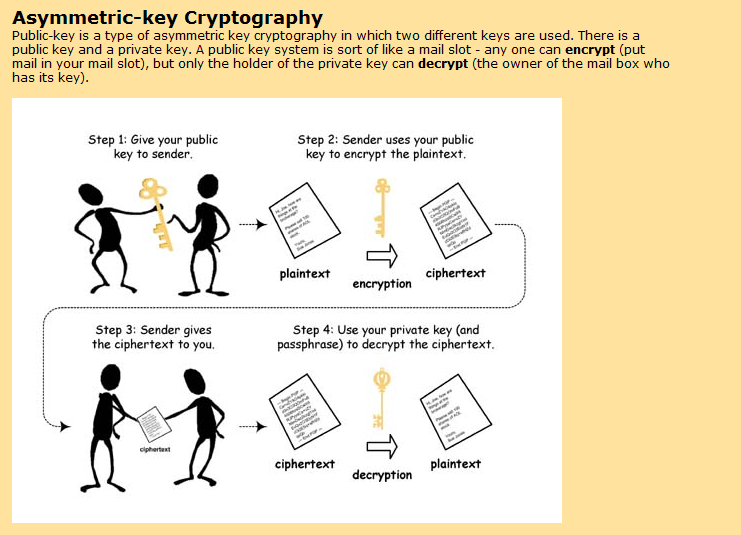 Asymmetric-key Cryptography
Public-key is a type of asymmetric key cryptography in which two different keys are used. There is a
public key and a private key. A public key system is sort of like a mail slot - any one can encrypt (put
mail in your mail slot), but only the holder of the private key can decrypt (the owner of the mail box who
has its key).
Step 1: Give your public
key to sender.
Step 2: Sender uses your public
key to encrypt the plaintext.
plaintext
encryption
ciphertext
Step 3: Sender gives
the ciphertext to you.
Step 4: Use your private key (and
passphrase) to decrypt the ciphertext.
ciphertext
ciphertext
decryption
plaintext